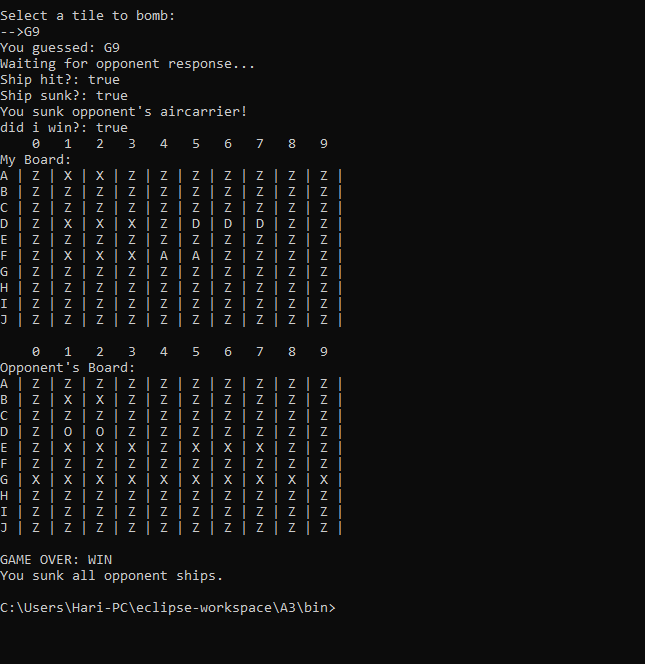 Select a tile to bomb:
-->G9
You guessed: G9
Waiting for opponent response...
Ship hit?: true
Ship sunk?: true
You sunk opponent's aircarrier!
did i win?: true
    0   1   2   3   4   5   6   7   8   9
My Board:
A | Z | X | X | Z | Z | Z | Z | Z | Z | Z |
B | Z | Z | Z | Z | Z | Z | Z | Z | Z | Z |
C | Z | Z | Z | Z | Z | Z | Z | Z | Z | Z |
D | Z | X | X | X | Z | D | D | D | Z | Z |
E | Z | Z | Z | Z | Z | Z | Z | Z | Z | Z |
F | Z | X | X | X | A | A | Z | Z | Z | Z |
G | Z | Z | Z | Z | Z | Z | Z | Z | Z | Z |
H | Z | Z | Z | Z | Z | Z | Z | Z | Z | Z |
I | Z | Z | Z | Z | Z | Z | Z | Z | Z | Z |
J | Z | Z | Z | Z | Z | Z | Z | Z | Z | Z |
    0   1   2   3   4   5   6   7   8   9
Opponent's Board:
A | Z | Z | Z | Z | Z | Z | Z | Z | Z | Z |
B | Z | X | X | Z | Z | Z | Z | Z | Z | Z |
C | Z | Z | Z | Z | Z | Z | Z | Z | Z | Z |
D | Z | O | O | Z | Z | Z | Z | Z | Z | Z |
E | Z | X | X | X | Z | X | X | X | Z | Z |
F | Z | Z | Z | Z | Z | Z | Z | Z | Z | Z |
G | X | X | X | X | X | X | X | X | X | X |
H | Z | Z | Z | Z | Z | Z | Z | Z | Z | Z |
I | Z | Z | Z | Z | Z | Z | Z | Z | Z | Z |
J | Z | Z | Z | Z | Z | Z | Z | Z | Z | Z |
GAME OVER: WIN
You sunk all opponent ships.
C:\Users\Hari-PC\eclipse-workspace\A3\bin>